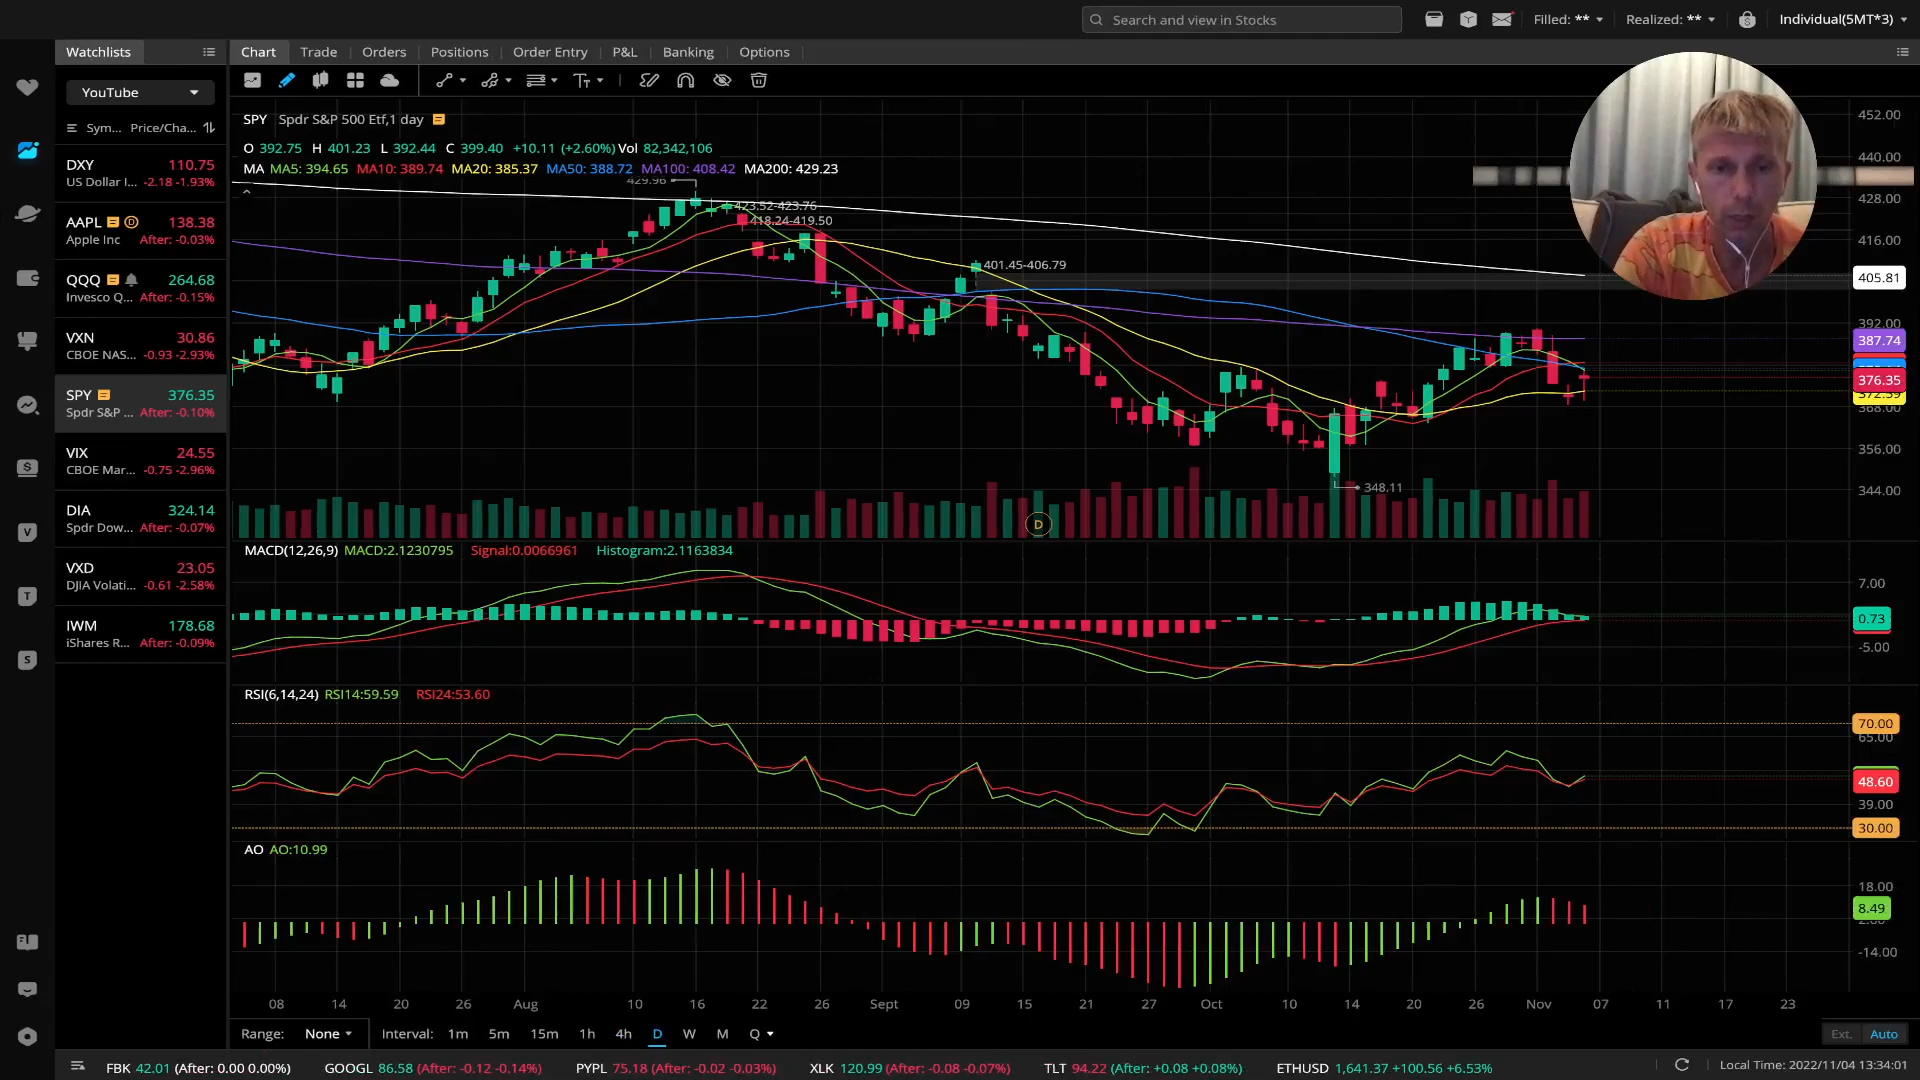 Search and view in Stocks
Filled: **
Realized: **
Individual(5MT*3)
Watchlists
Chart Trade Orders Positions Order Entry P&L Banking Options
YouTube
Sym... Price/Cha...
DXY 110.75
US Dollar I... -2.18 -1.93%
AAPL D 138.38
Apple Inc After: -0.03%
QQQ 264.68
Invesco Q... After: -0.15%
VXN 30.86
CBOE NAS... -0.93 -2.93%
SPY 376.35
Spdr S&P ... After: -0.10%
VIX 24.55
CBOE Mar... -0.75 -2.96%
DIA 324.14
Spdr Dow... After: -0.07%
VXD 23.05
DJIA Volati... -0.61 -2.58%
IWM 178.68
iShares R... After: -0.09%
SPY Spdr S&P 500 Etf,1 day
O 392.75 H 401.23 L 392.44 C 399.40 +10.11 (+2.60%) Vol 82,342,106
MA MA5: 394.65 MA10: 389.74 MA20: 385.37 MA50: 388.72 MA100: 408.42 MA200: 429.23
429.96
423.52-423.76
418.24-419.50
401.45-406.79
348.11
D
452.00
440.00
428.00
416.00
405.81
392.00
387.74
376.35
372.59
368.00
356.00
344.00
MACD(12,26,9) MACD:2.1230795 Signal:0.0066961 Histogram:2.1163834
7.00
0.73
-5.00
RSI(6,14,24) RSI14:59.59 RSI24:53.60
70.00
65.00
48.60
39.00
30.00
AO AO:10.99
18.00
8.49
-14.00
08 14 20 26 Aug 10 16 22 26 Sept 09 15 21 27 Oct 10 14 20 26 Nov 07 11 17 23
Range: None Interval: 1m 5m 15m 1h 4h D W M Q
Ext. Auto
FBK 42.01 (After: 0.00 0.00%) GOOGL 86.58 (After: -0.12 -0.14%) PYPL 75.18 (After: -0.02 -0.03%) XLK 120.99 (After: -0.08 -0.07%) TLT 94.22 (After: +0.08 +0.08%) ETHUSD 1,641.37 +100.56 +6.53%
Local Time: 2022/11/04 13:34:01